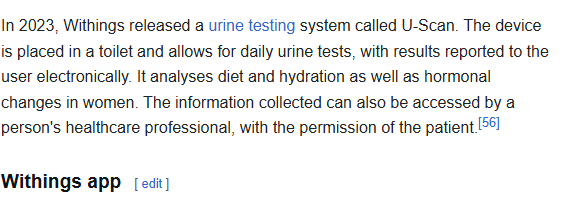 In 2023, Withings released a urine testing system called U-Scan. The device
is placed in a toilet and allows for daily urine tests, with results reported to the
user electronically. It analyses diet and hydration as well as hormonal
changes in women. The information collected can also be accessed by a
person's healthcare professional, with the permission of the patient.[56]
Withings app [ edit ]